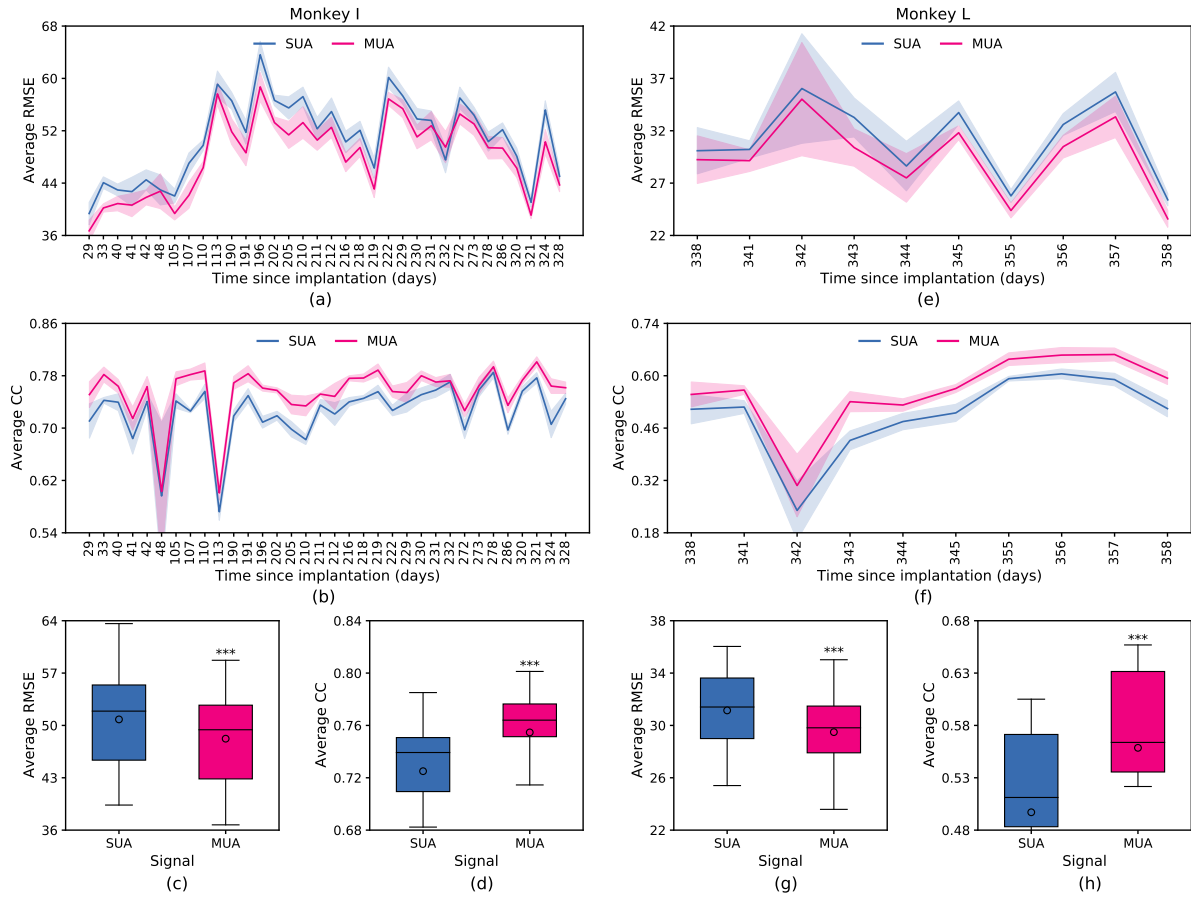 Monkey I
68
60
52
44
36
Average RMSE
SUA
MUA
29 33 40 41 42 48 105 107 110 113 190 191 196 202 205 210 211 212 216 218 219 222 229 230 231 232 272 273 278 286 320 321 324 328
Time since implantation (days)
(a)
Monkey L
42
37
32
27
22
Average RMSE
SUA
MUA
338 341 342 343 344 345 355 356 357 358
Time since implantation (days)
(e)
0.86
0.78
0.70
0.62
0.54
Average CC
SUA
MUA
29 33 40 41 42 48 105 107 110 113 190 191 196 202 205 210 211 212 216 218 219 222 229 230 231 232 272 273 278 286 320 321 324 328
Time since implantation (days)
(b)
0.74
0.60
0.46
0.32
0.18
Average CC
SUA
MUA
338 341 342 343 344 345 355 356 357 358
Time since implantation (days)
(f)
64
57
50
43
36
Average RMSE
***
SUA MUA
Signal
(c)
0.84
0.80
0.76
0.72
0.68
Average CC
***
SUA MUA
Signal
(d)
38
34
30
26
22
Average RMSE
***
SUA MUA
Signal
(g)
0.68
0.63
0.58
0.53
0.48
Average CC
***
SUA MUA
Signal
(h)